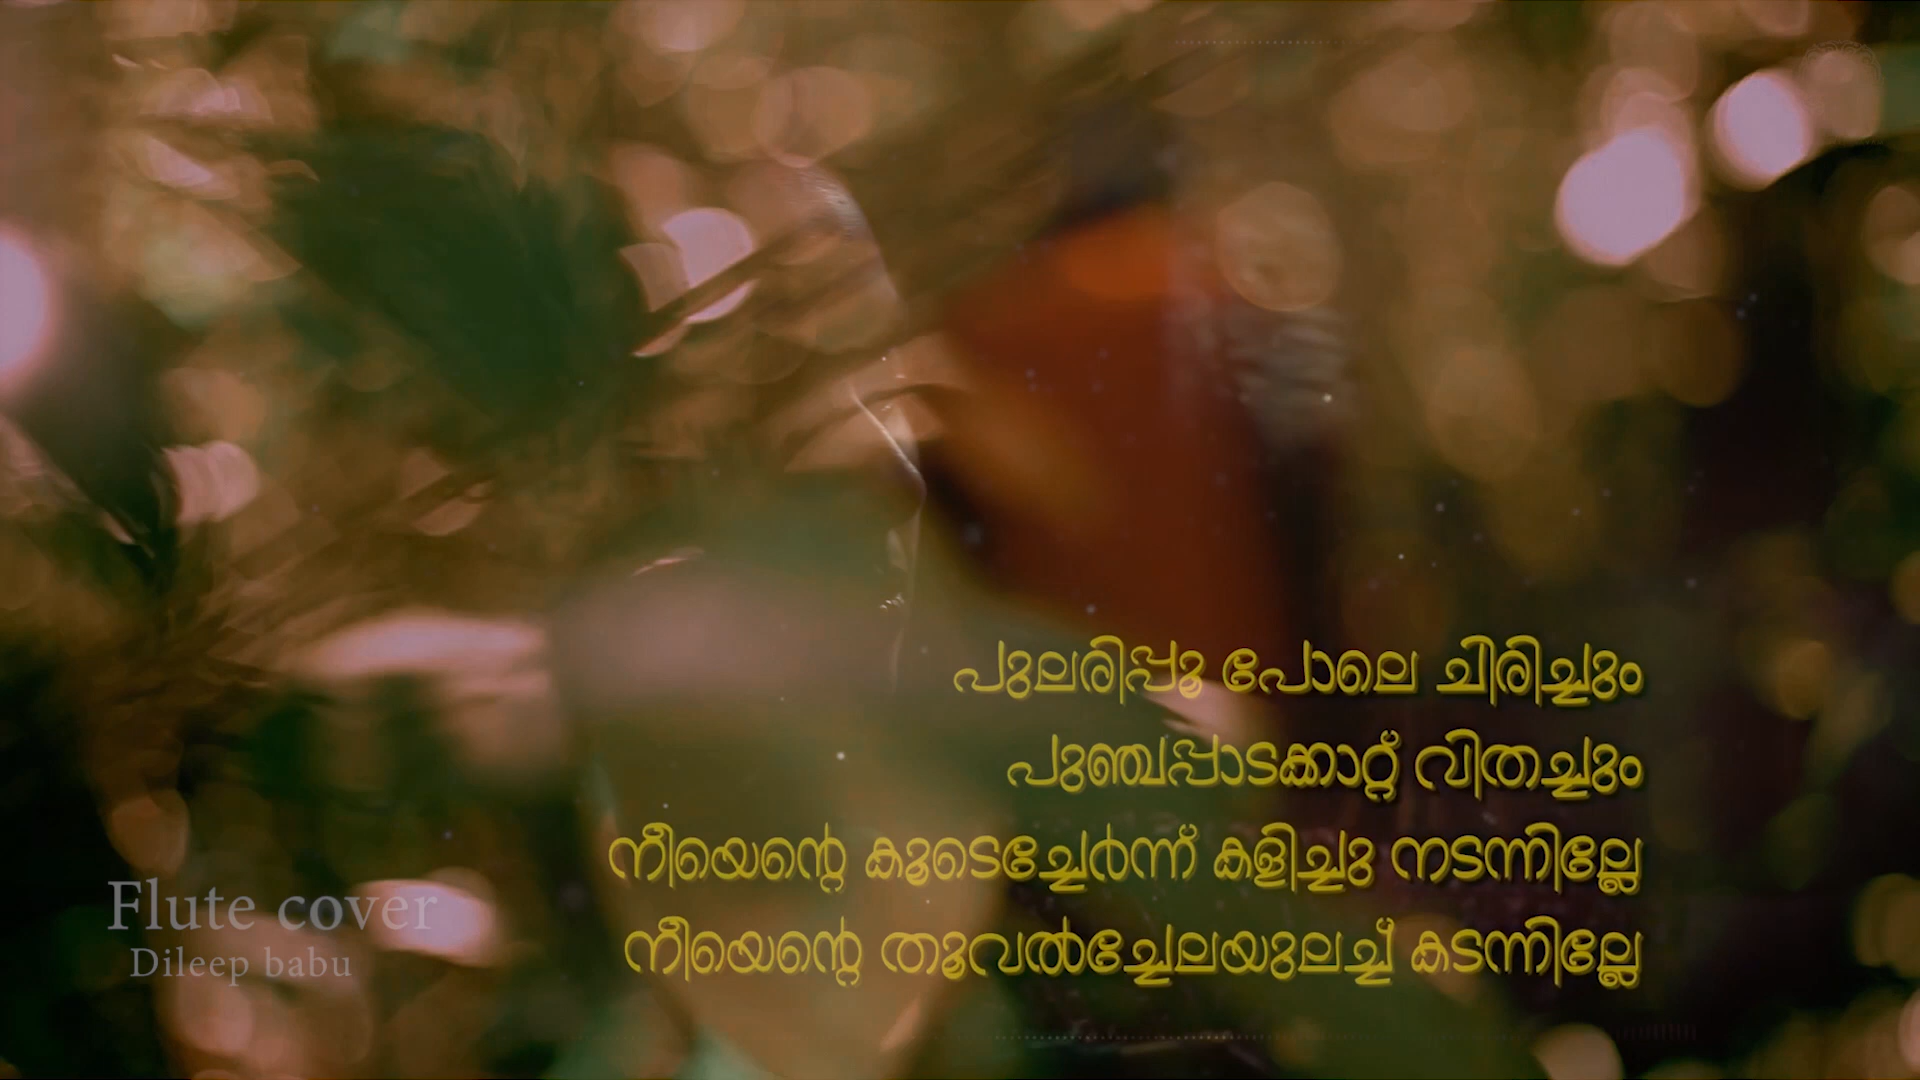 പുലരിപ്പൂ പോലെ ചിരിച്ചും
പുഞ്ചപ്പാടക്കാറ്റ് വിതച്ചും
നീയെന്റെ കൂടെച്ചേർന്ന് കളിച്ചു നടന്നില്ലേ
നീയെന്റെ തൂവൽച്ചേലയുലച്ച് കടന്നില്ലേ
Flute cover
Dileep babu